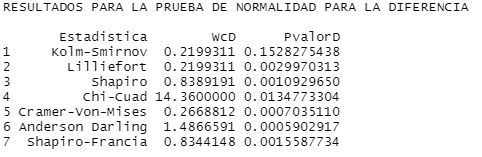 RESULTADOS PARA LA PRUEBA DE NORMALIDAD PARA LA DIFERENCIA
Estadistica WcD PvalorD
1 Kolm-Smirnov 0.2199311 0.1528275438
2 Lilliefort 0.2199311 0.0029970313
3 Shapiro 0.8389191 0.0010929650
4 Chi-Cuad 14.3600000 0.0134773304
5 Cramer-Von-Mises 0.2668812 0.0007035110
6 Anderson Darling 1.4866591 0.0005902917
7 Shapiro-Francia 0.8344148 0.0015587734